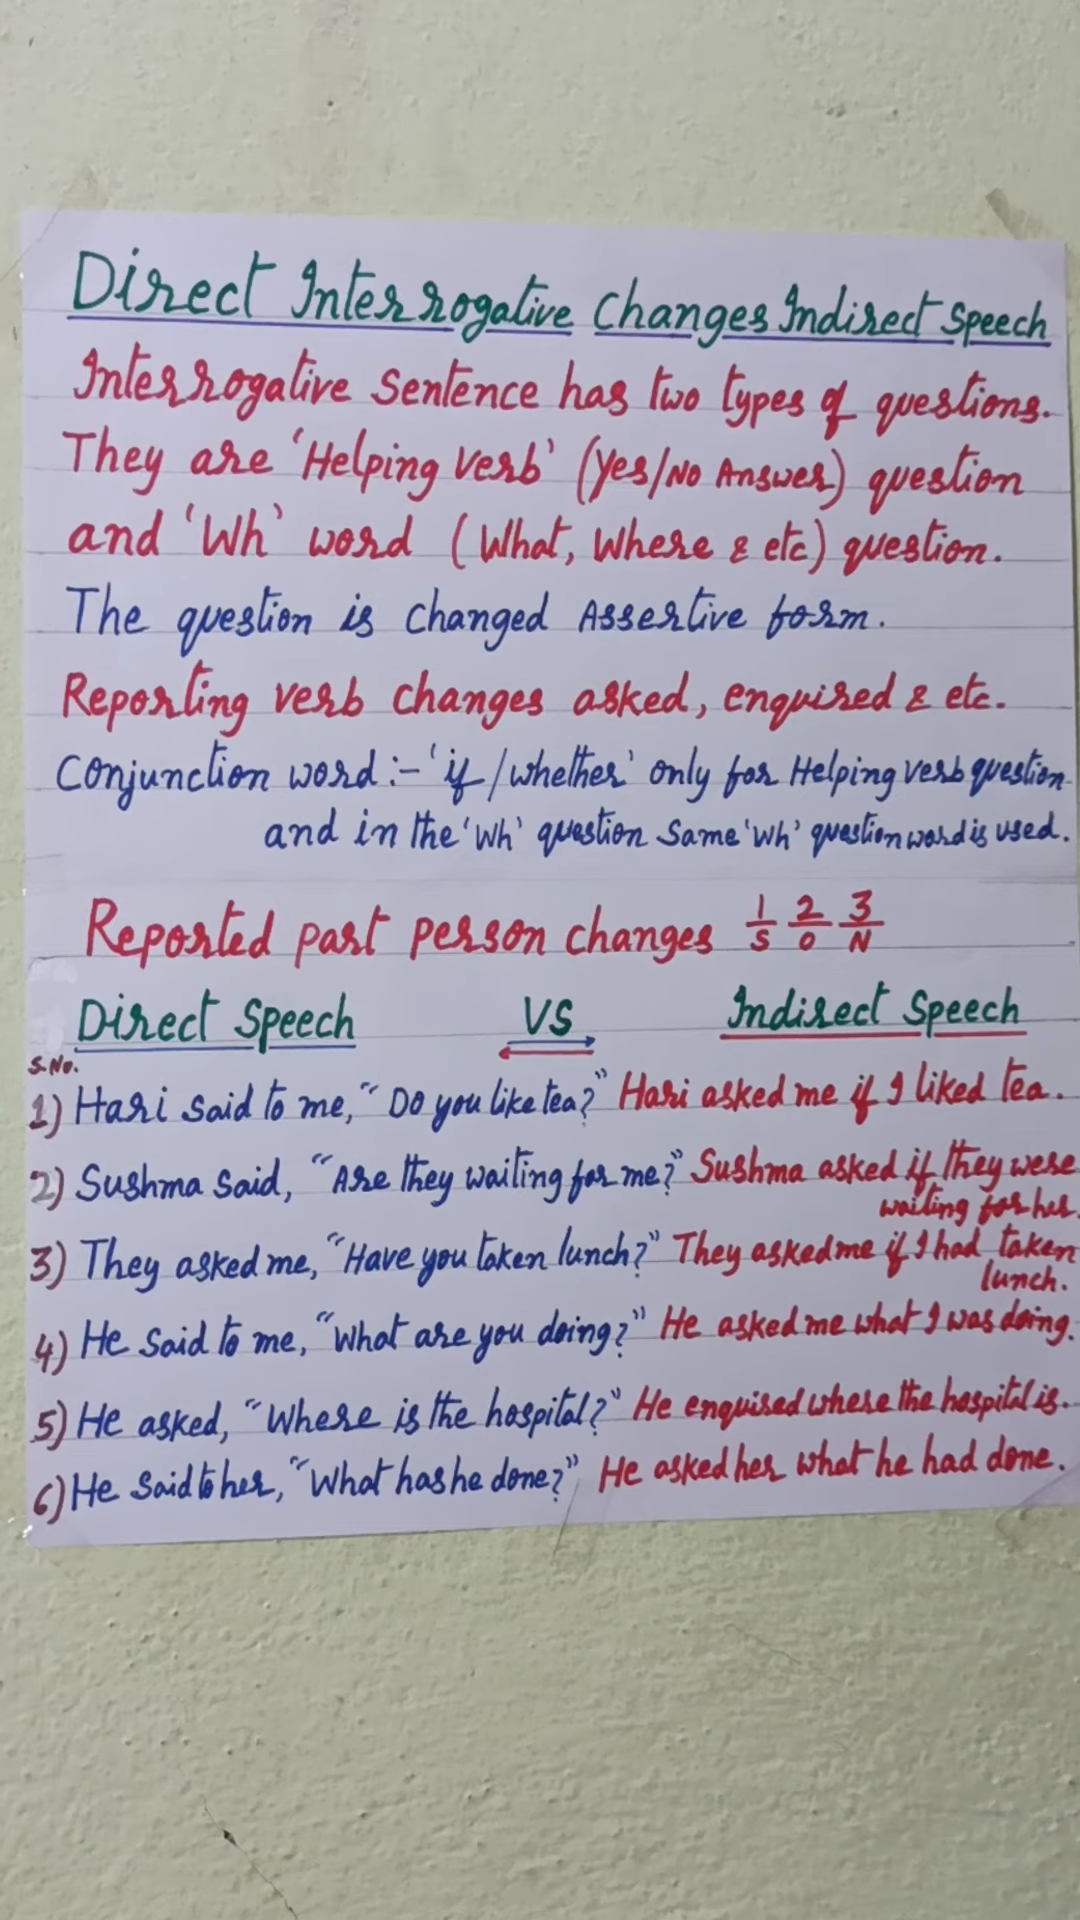 Direct Interrogative Changes Indirect Speech
Interrogative Sentence has two types of questions.
They are 'Helping verb' (Yes/No Answer) question
and 'Wh' word (What, Where & etc) question.
The question is changed Assertive form.
Reporting verb changes asked, enquired & etc.
Conjunction word :- 'if/whether' only for Helping verb question
and in the 'Wh' question Same 'Wh' question word is used.
Reported part person changes 1/S 2/O 3/N
Direct Speech VS Indirect Speech
S.No.
1) Hari said to me, "Do you like tea?" Hari asked me if I liked tea.
2) Sushma said, "Are they waiting for me?" Sushma asked if they were
waiting for her.
3) They asked me, "Have you taken lunch?" They asked me if I had taken
lunch.
4) He said to me, "What are you doing?" He asked me what I was doing.
5) He asked, "Where is the hospital?" He enquired where the hospital is.
6) He said to her, "What has he done?" He asked her what he had done.